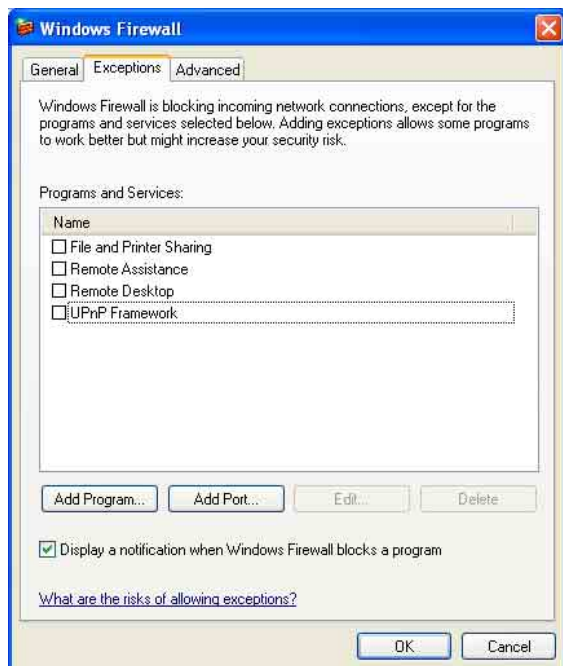 Windows Firewall
General Exceptions Advanced
Windows Firewall is blocking incoming network connections, except for the
programs and services selected below. Adding exceptions allows some programs
to work better but might increase your security risk.
Programs and Services:
Name
File and Printer Sharing
Remote Assistance
Remote Desktop
UPnP Framework
Add Program... Add Port... Edit... Delete
Display a notification when Windows Firewall blocks a program
What are the risks of allowing exceptions?
OK Cancel